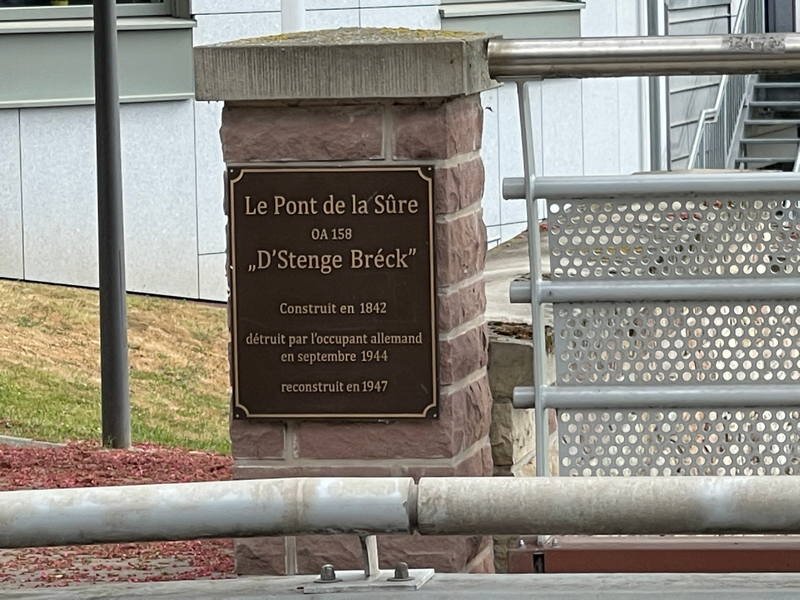 Le Pont de la Sûre
OA 158
„D'Stenge Bréck”
Construit en 1842
détruit par l'occupant allemand
en septembre 1944
reconstruit en 1947